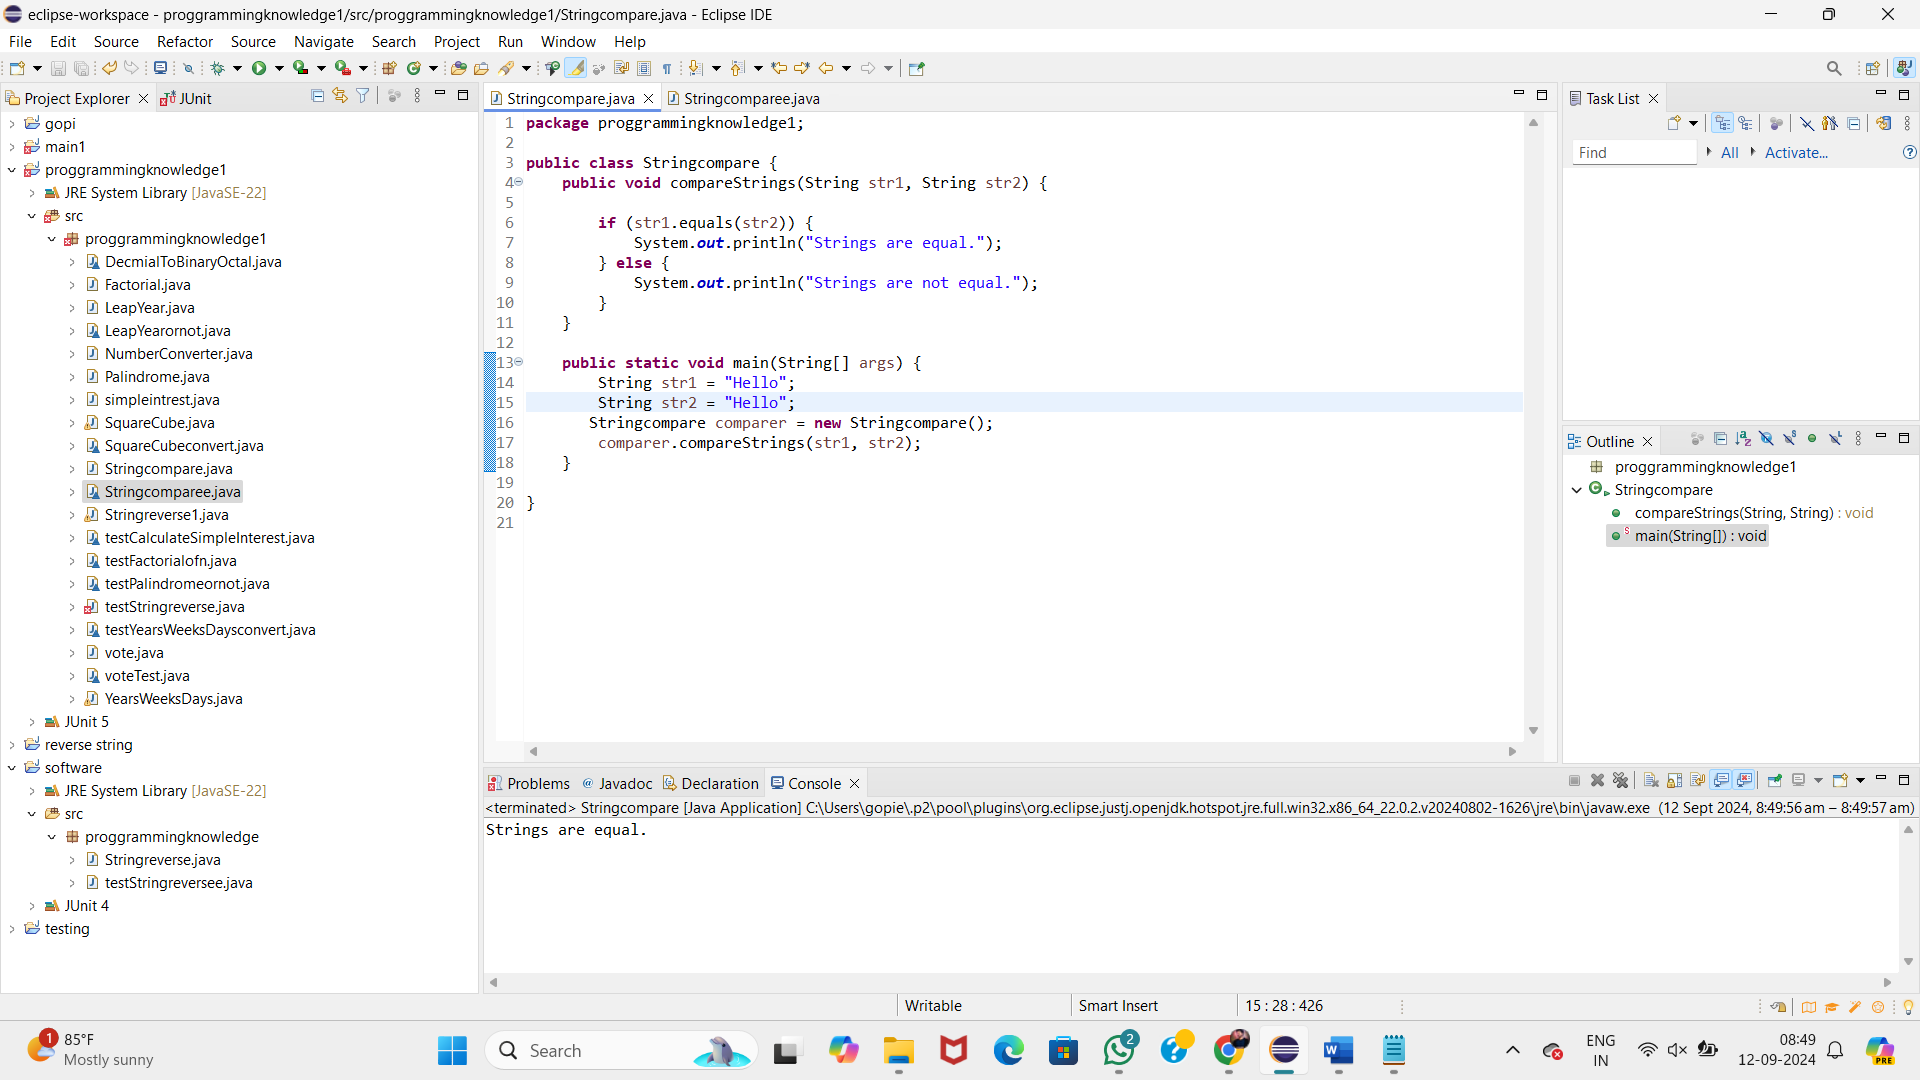 eclipse-workspace - proggrammingknowledge1/src/proggrammingknowledge1/Stringcompare.java - Eclipse IDE
File Edit Source Refactor Source Navigate Search Project Run Window Help
Project Explorer
JUnit
gopi
main1
proggrammingknowledge1
JRE System Library [JavaSE-22]
src
proggrammingknowledge1
DecmialToBinaryOctal.java
Factorial.java
LeapYear.java
LeapYearornot.java
NumberConverter.java
Palindrome.java
simpleintrest.java
SquareCube.java
SquareCubeconvert.java
Stringcompare.java
Stringcomparee.java
Stringreverse1.java
testCalculateSimpleInterest.java
testFactorialofn.java
testPalindromeornot.java
testStringreverse.java
testYearsWeeksDaysconvert.java
vote.java
voteTest.java
YearsWeeksDays.java
JUnit 5
reverse string
software
JRE System Library [JavaSE-22]
src
proggrammingknowledge
Stringreverse.java
testStringreversee.java
JUnit 4
testing
Stringcompare.java
Stringcomparee.java
1 package proggrammingknowledge1;
2
3 public class Stringcompare {
4 public void compareStrings(String str1, String str2) {
5
6 if (str1.equals(str2)) {
7 System.out.println("Strings are equal.");
8 } else {
9 System.out.println("Strings are not equal.");
10 }
11 }
12
13 public static void main(String[] args) {
14 String str1 = "Hello";
15 String str2 = "Hello";
16 Stringcompare comparer = new Stringcompare();
17 comparer.compareStrings(str1, str2);
18 }
19
20 }
21
Task List
Find All Activate...
Outline
proggrammingknowledge1
Stringcompare
compareStrings(String, String) : void
main(String[]) : void
Problems Javadoc Declaration Console
<terminated> Stringcompare [Java Application] C:\Users\gopie\.p2\pool\plugins\org.eclipse.justj.openjdk.hotspot.jre.full.win32.x86_64_22.0.2.v20240802-1626\jre\bin\javaw.exe (12 Sept 2024, 8:49:56 am – 8:49:57 am)
Strings are equal.
Writable Smart Insert 15 : 28 : 426
1
85°F
Mostly sunny
Search
2
ENG
IN
08:49
12-09-2024
PRE